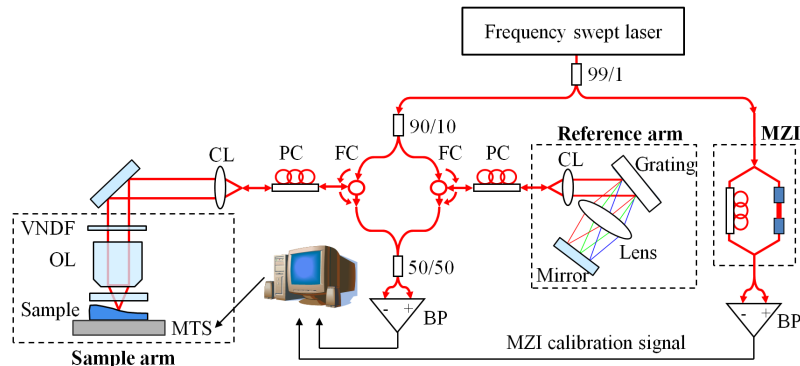 Frequency swept laser
99/1
90/10
Reference arm
MZI
CL
PC
FC
FC
PC
CL
Grating
VNDF
OL
Sample
MTS
Sample arm
Lens
Mirror
50/50
- +
BP
- +
BP
MZI calibration signal